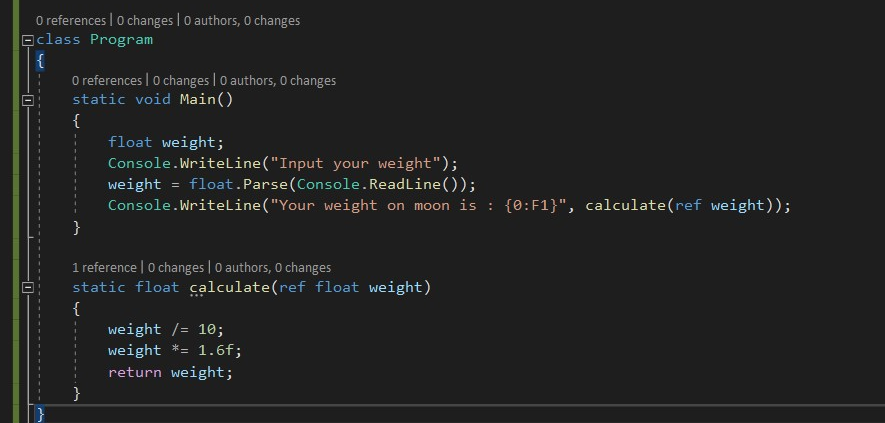 0 references | 0 changes | 0 authors, 0 changes
class Program
{
0 references | 0 changes | 0 authors, 0 changes
static void Main()
{
float weight;
Console.WriteLine("Input your weight");
weight = float.Parse(Console.ReadLine());
Console.WriteLine("Your weight on moon is : {0:F1}", calculate(ref weight));
}
1 reference | 0 changes | 0 authors, 0 changes
static float calculate(ref float weight)
{
weight /= 10;
weight *= 1.6f;
return weight;
}
}